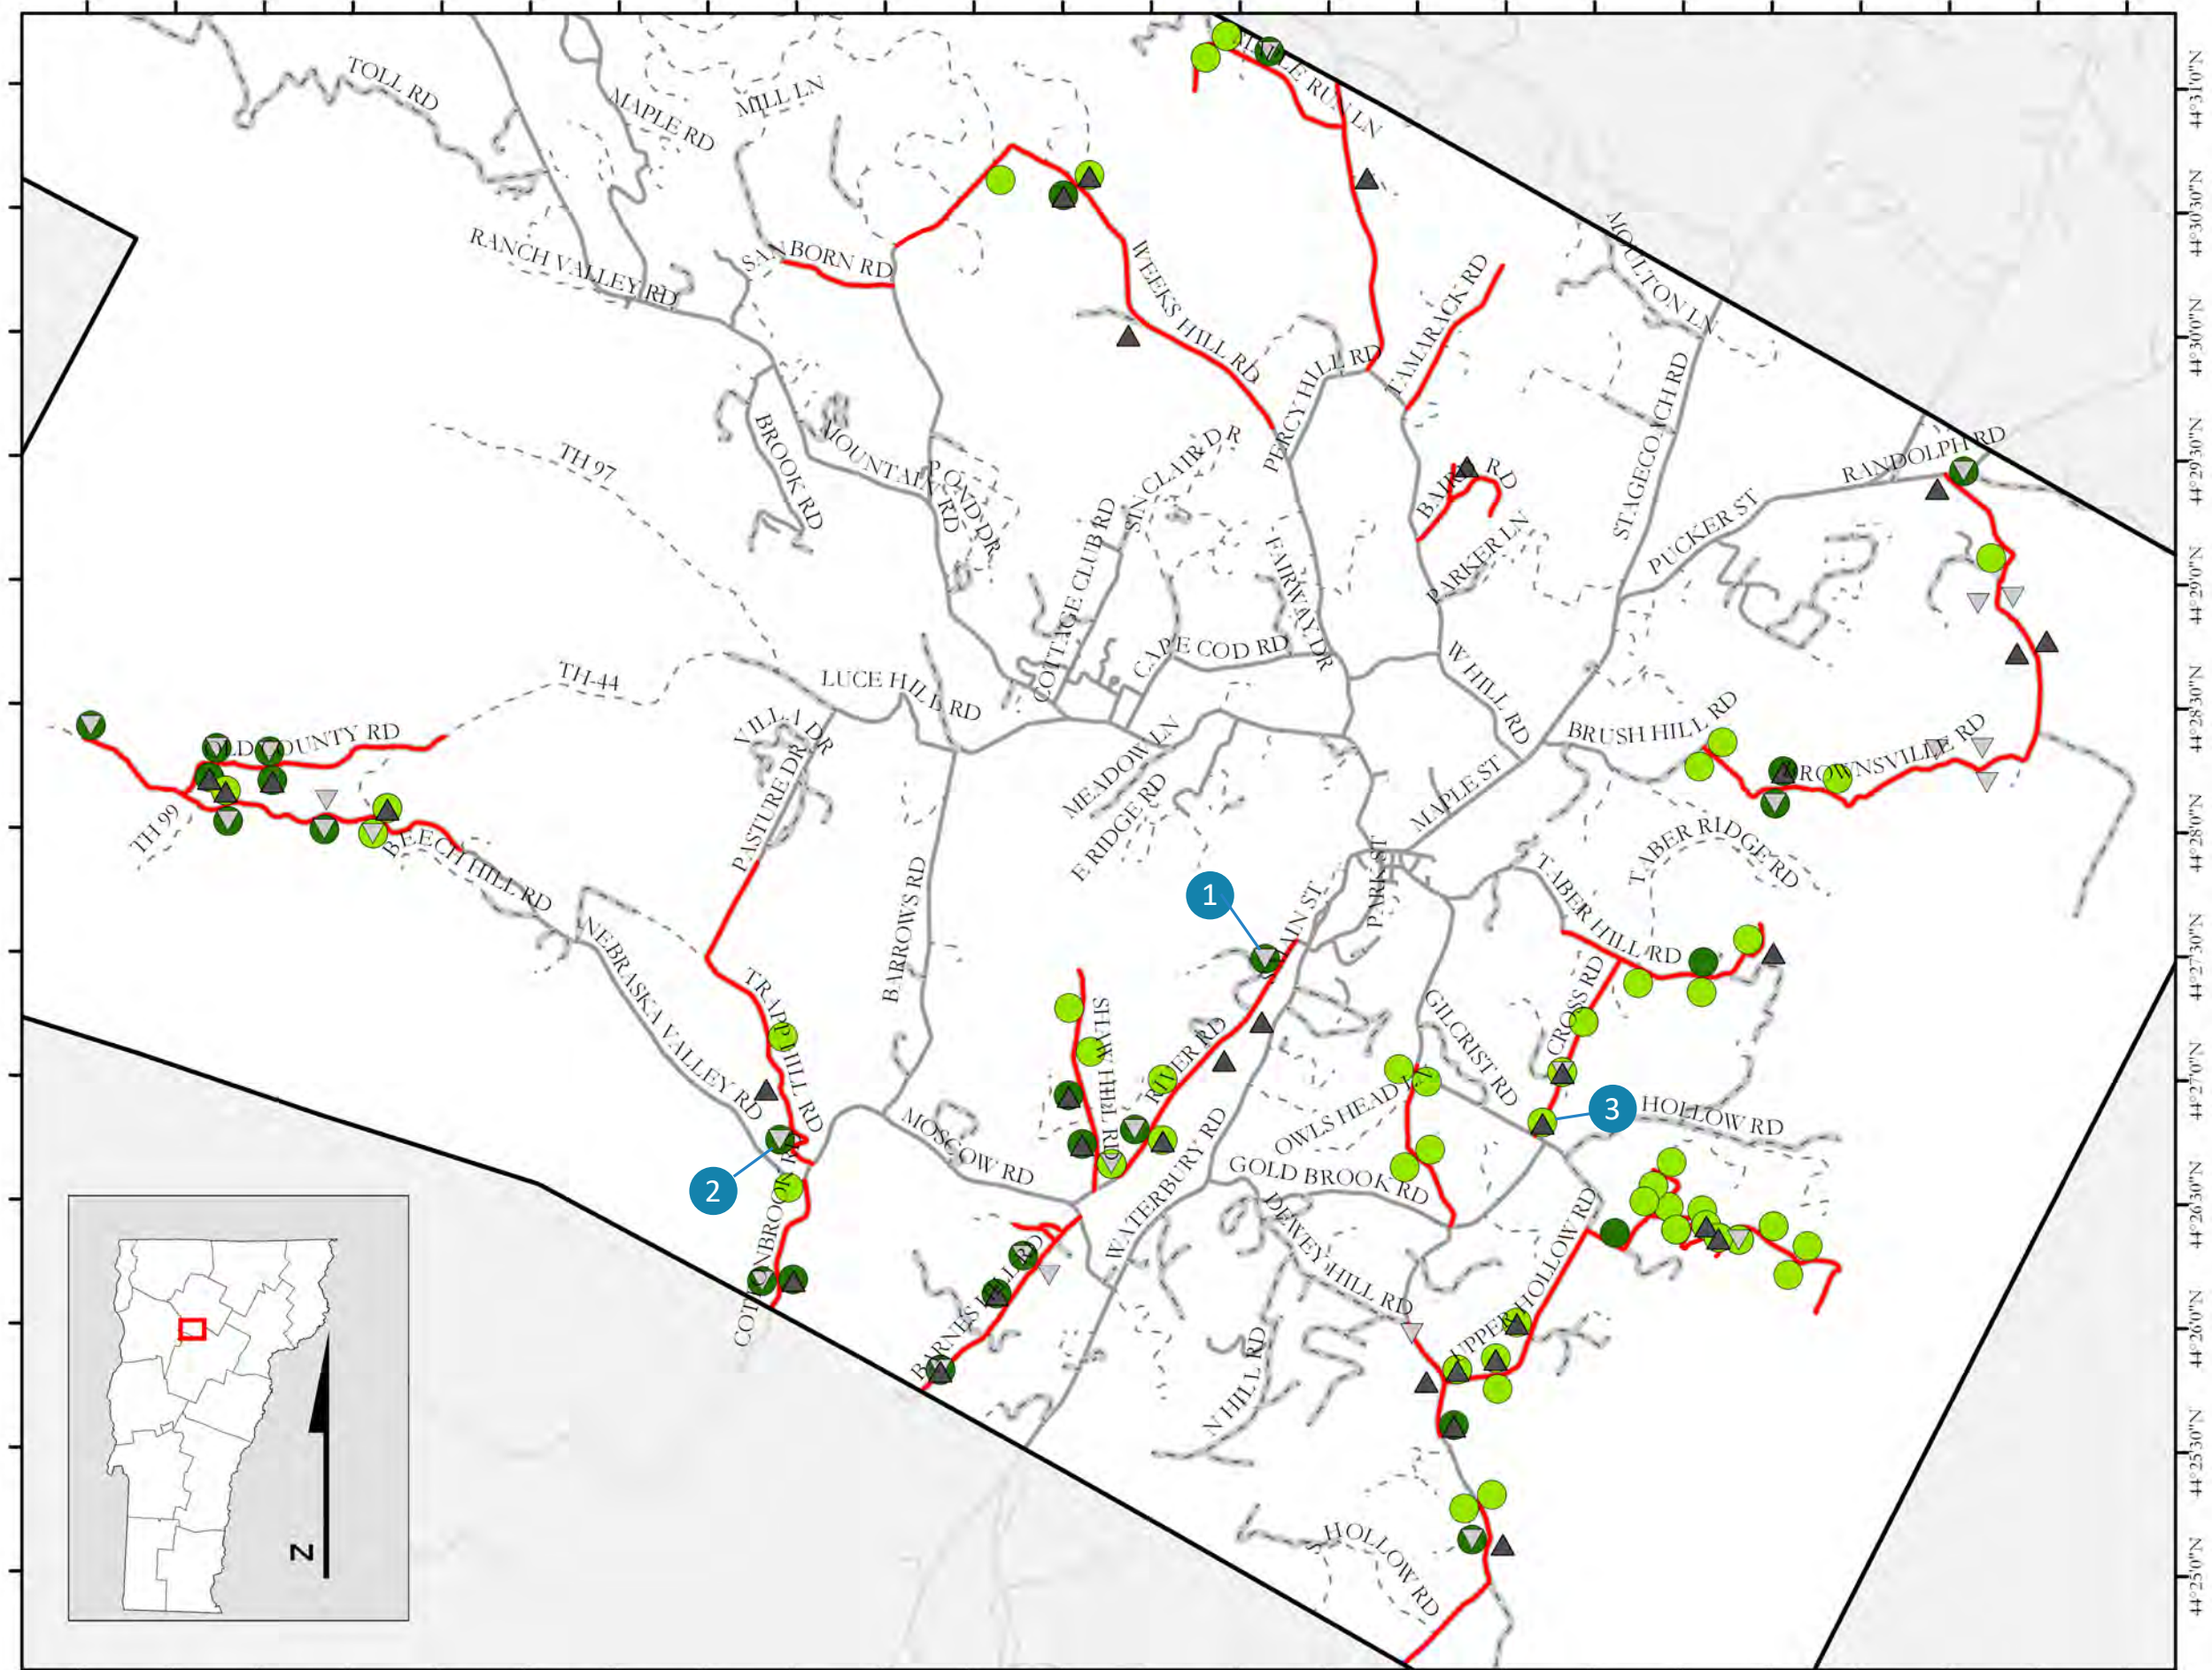 TOLL RD
MAPLE RD
MILL LN
RANCH VALLEY RD
SANBORN RD
WEEKS HILL RD
RUN LN
MOULTON LN
TAMARACK RD
PERCY HILL RD
STAGECOACH RD
TH 97
BROOK RD
MOUNTAIN RD
POND DR
SINCLAIR DR
COTTAGE CLUB RD
BAIRD RD
PARKER LN
RANDOLPH RD
PUCKER ST
FAIRWAY DR
CAPE COD RD
TH-44
LUCE HILL RD
W HILL RD
BRUSH HILL RD
BROWNSVILLE RD
OLD COUNTY RD
VILLA DR
PASTURE DR
MEADOW LN
E RIDGE RD
MAPLE ST
TH 99
BEECH HILL RD
BARROWS RD
PARK ST
TABER RIDGE RD
1
MAIN ST
TABER HILL RD
NEBRASKA VALLEY RD
TRAPP HILL RD
SHAW HILL RD
RIVER RD
GILCRIST RD
CROSS RD
3
HOLLOW RD
2
MOSCOW RD
WATERBURY RD
OWLS HEAD LN
GOLD BROOK RD
DEWEY HILL RD
UPPER HOLLOW RD
BARNES HILL RD
N HILL RD
HOLLOW RD
N
44°31'0"N
44°30'30"N
44°30'0"N
44°29'30"N
44°29'0"N
44°28'30"N
44°28'0"N
44°27'30"N
44°27'0"N
44°26'30"N
44°26'0"N
44°25'30"N
44°25'0"N